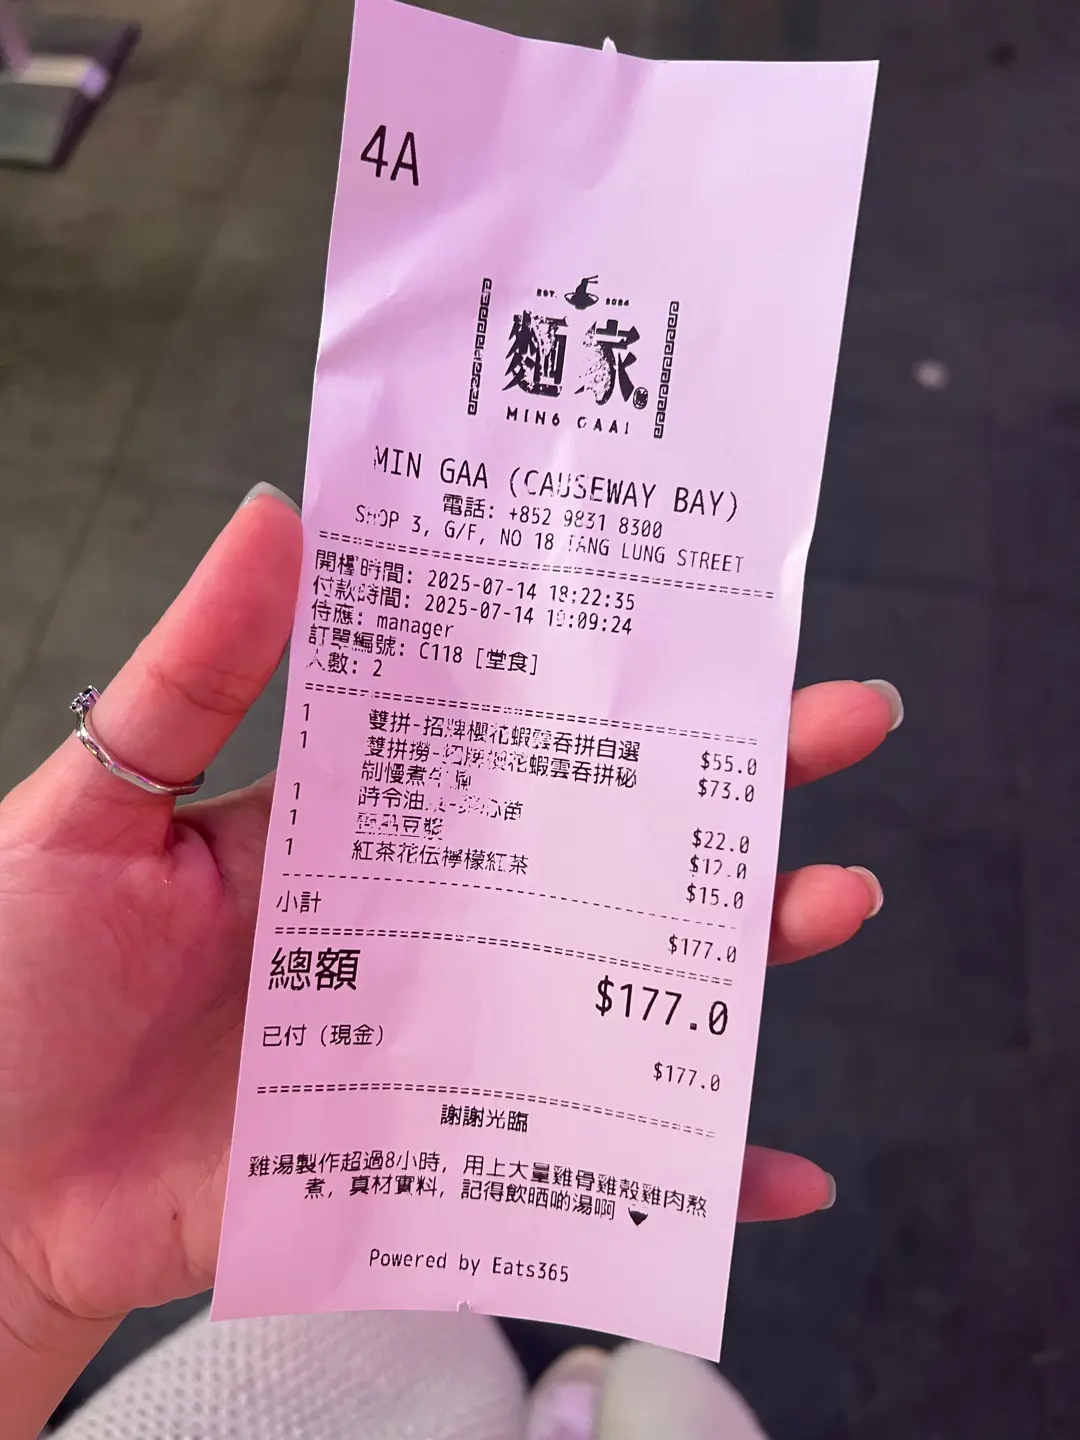 4A
EST. 2024
麵家
MING GAAI
MIN GAA (CAUSEWAY BAY)
電話: +852 9831 8300
SHOP 3, G/F, NO 18 TANG LUNG STREET
開檯時間: 2025-07-14 18:22:35
付款時間: 2025-07-14 19:09:24
侍應: manager
訂單編號: C118 [堂食]
人數: 2
1 雙拼-招牌櫻花蝦雲吞拼自選 $55.0
1 雙拼撈-招牌櫻花蝦雲吞拼秘 $73.0
制慢煮牛
1 時令油菜-菜心苗 $22.0
1 豆漿 $12.0
1 紅茶花伝檸檬紅茶 $15.0
小計 $177.0
總額 $177.0
已付 (現金) $177.0
謝謝光臨
雞湯製作超過8小時, 用上大量雞骨雞殼雞肉熬
煮, 真材實料, 記得飲晒啲湯啊
Powered by Eats365